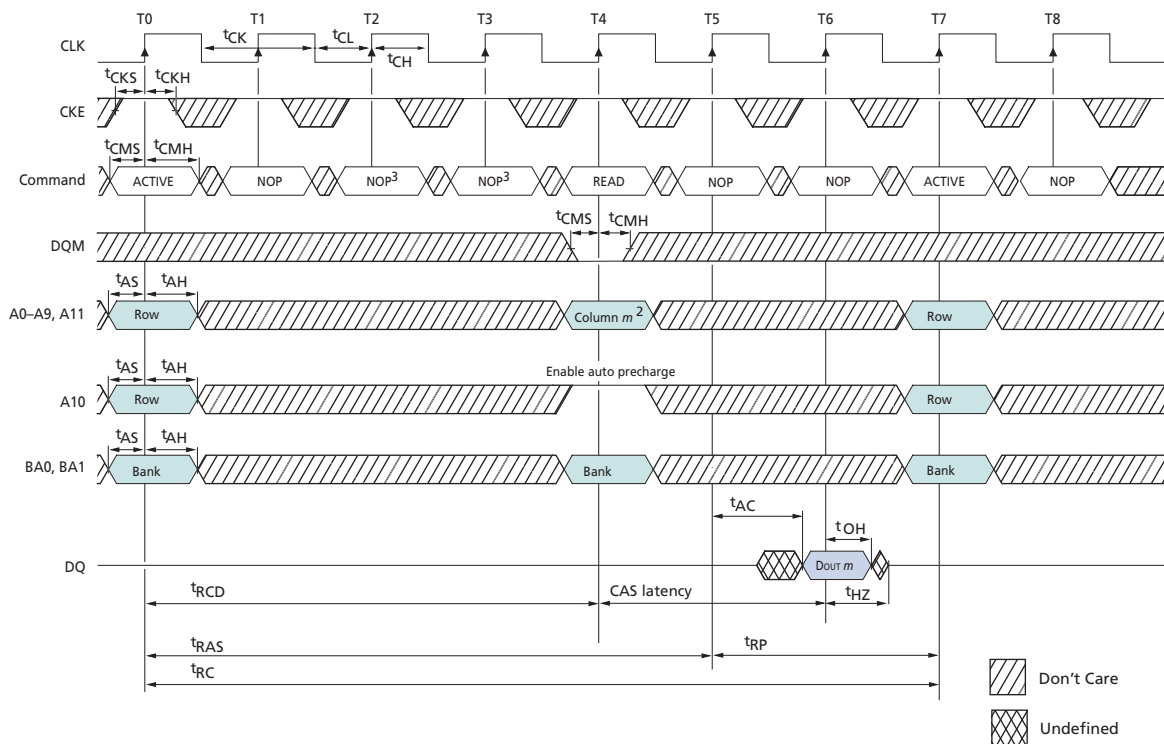 T0 T1 T2 T3 T4 T5 T6 T7 T8
CLK
tCK tCL
tCH
tCKS tCKH
CKE
tCMS tCMH
Command ACTIVE NOP NOP3 NOP3 READ NOP NOP ACTIVE NOP
tCMS tCMH
DQM
tAS tAH
A0–A9, A11 Row Column m 2 Row
Enable auto precharge
tAS tAH
A10 Row Row
tAS tAH
BA0, BA1 Bank Bank Bank
tAC
tOH
DQ DOUT m
tRCD CAS latency tHZ
tRAS tRP
tRC
Don't Care
Undefined